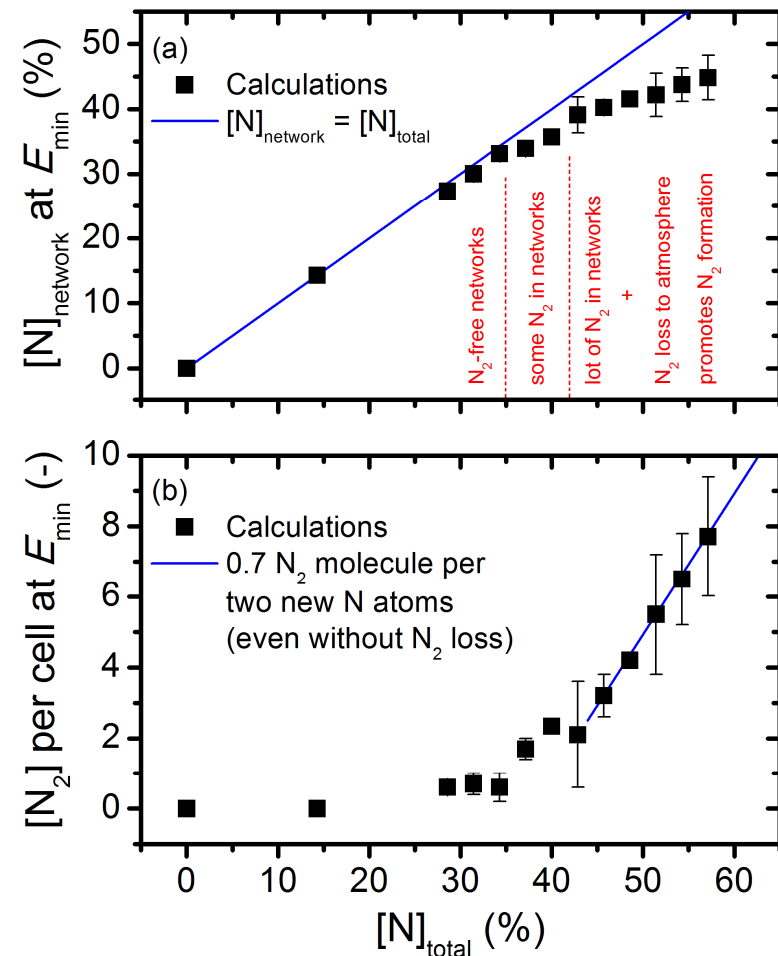 (a)
Calculations
[N]network = [N]total
[N]network at Emin (%)
50
40
30
20
10
0
N2-free networks
some N2 in networks
lot of N2 in networks
+
N2 loss to atmosphere
promotes N2 formation
(b)
Calculations
0.7 N2 molecule per
two new N atoms
(even without N2 loss)
[N2] per cell at Emin (-)
10
8
6
4
2
0
0 10 20 30 40 50 60
[N]total (%)